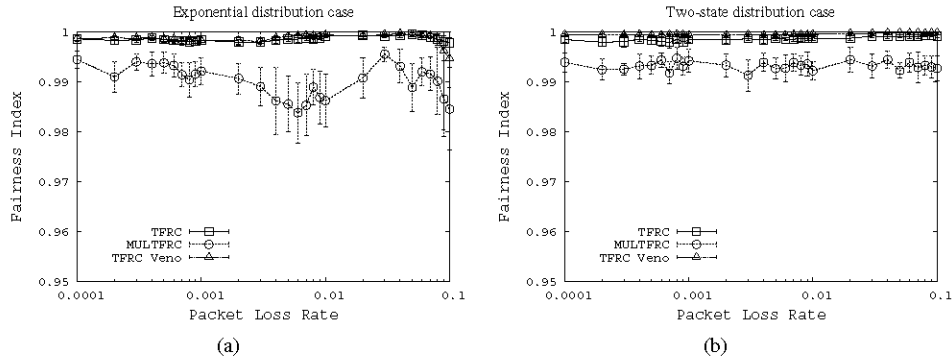 Exponential distribution case
1
0.99
0.98
0.97
0.96
0.95
Fairness Index
TFRC
MULTFRC
TFRC Veno
0.0001 0.001 0.01 0.1
Packet Loss Rate
(a)
Two-state distribution case
1
0.99
0.98
0.97
0.96
0.95
Fairness Index
TFRC
MULTFRC
TFRC Veno
0.0001 0.001 0.01 0.1
Packet Loss Rate
(b)